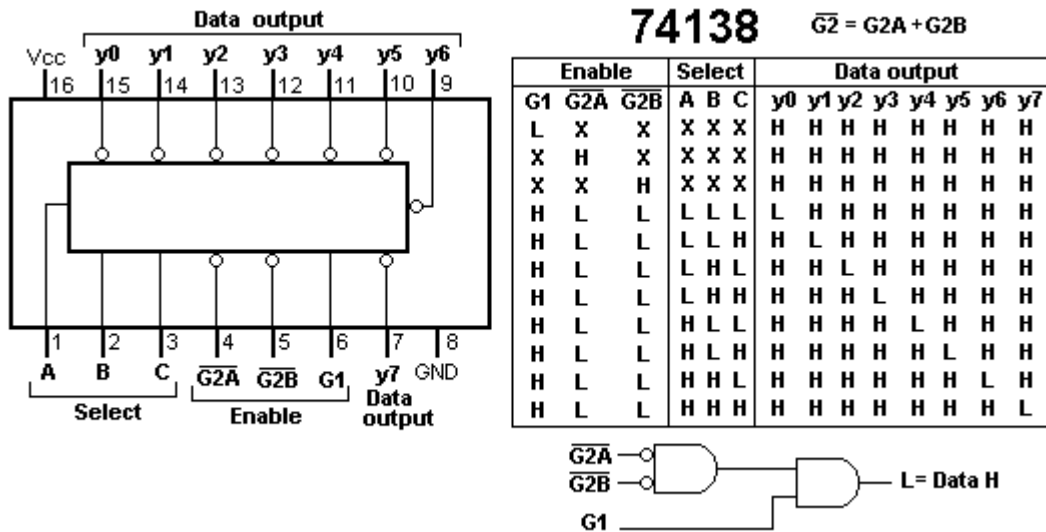 Data output
Vcc y0 y1 y2 y3 y4 y5 y6
16 15 14 13 12 11 10 9
1 2 3 4 5 6 7 8
A B C G2A G2B G1 y7 GND
Select Enable Data output
74138 G2 = G2A + G2B
Enable Select Data output
G1 G2A G2B A B C y0 y1 y2 y3 y4 y5 y6 y7
L X X X X X H H H H H H H H
X H X X X X H H H H H H H H
X X H X X X H H H H H H H H
H L L L L L L H H H H H H H
H L L L L H H L H H H H H H
H L L L H L H H L H H H H H
H L L L H H H H H L H H H H
H L L H L L H H H H L H H H
H L L H L H H H H H H L H H
H L L H H L H H H H H H L H
H L L H H H H H H H H H H L
G2A
G2B
L= Data H
G1